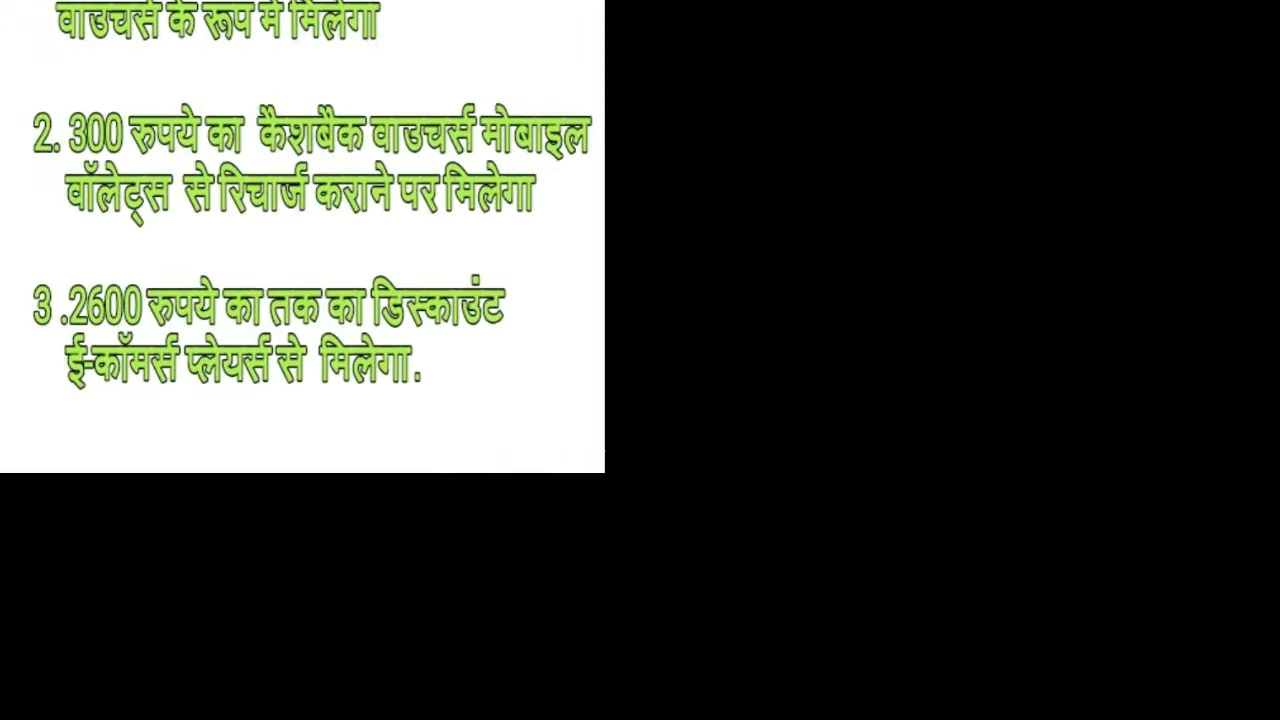 वाउचर्स के रूप में मिलेगा
2. 300 रुपये का कैशबैक वाउचर्स मोबाइल
वॉलेट्स से रिचार्ज कराने पर मिलेगा
3 .2600 रुपये का तक का डिस्काउंट
ई-कॉमर्स प्लेयर्स से मिलेगा.